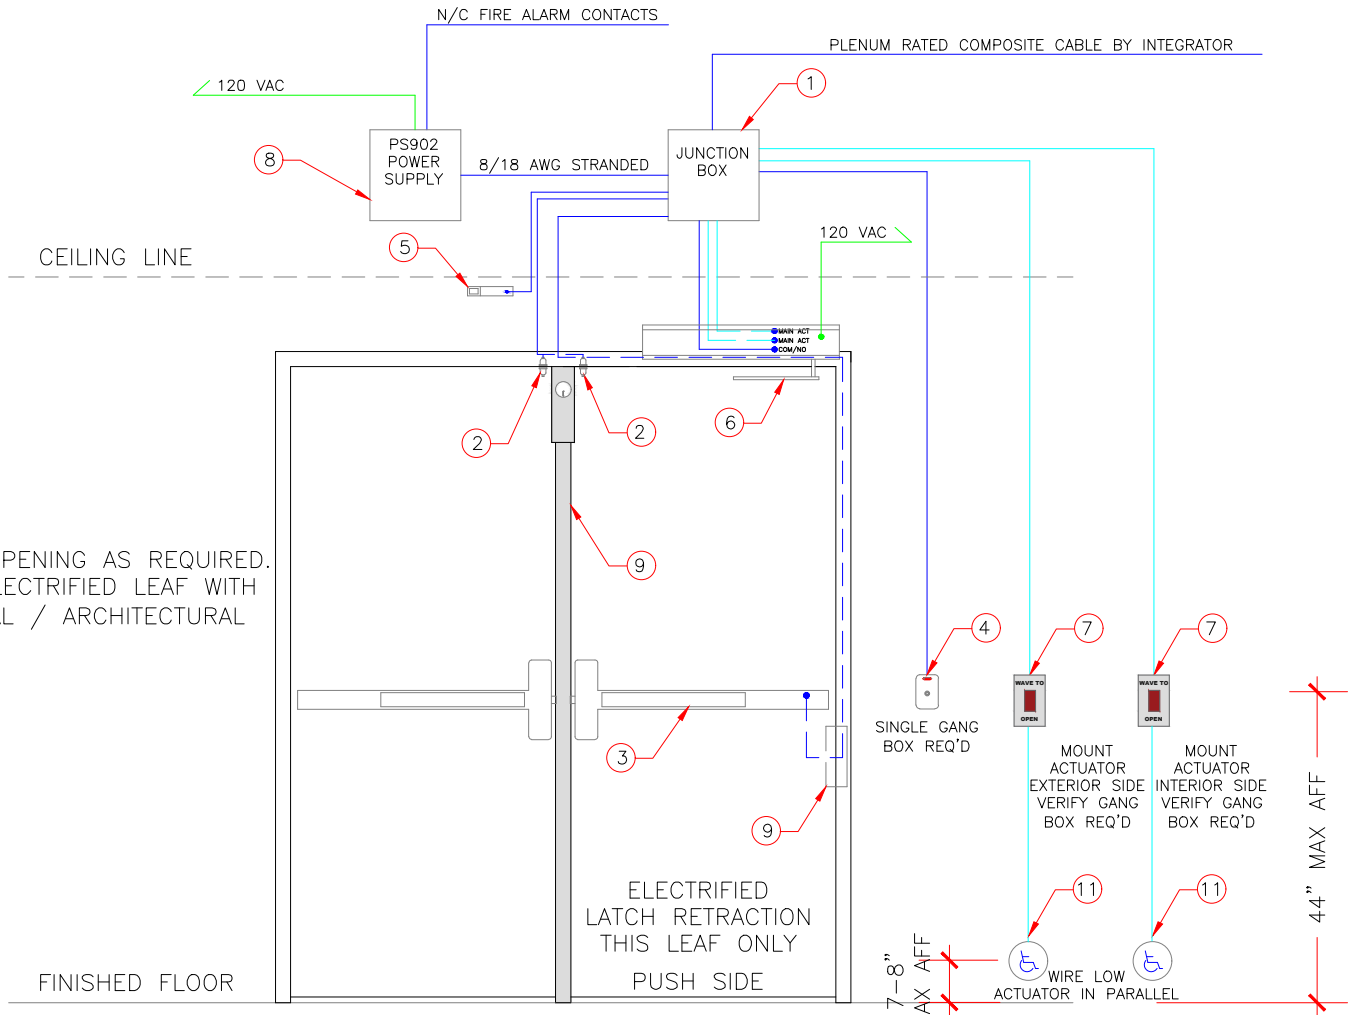 N/C FIRE ALARM CONTACTS
PLENUM RATED COMPOSITE CABLE BY INTEGRATOR
120 VAC
1
PS902
POWER
SUPPLY
8
8/18 AWG STRANDED
JUNCTION
BOX
120 VAC
5
CEILING LINE
MAIN ACT
MAIN ACT
COM/NO
6
2
2
9
PENING AS REQUIRED.
LECTRIFIED LEAF WITH
AL / ARCHITECTURAL
4
7
7
WAVE TO
OPEN
WAVE TO
OPEN
SINGLE GANG
BOX REQ'D
3
MOUNT
ACTUATOR
EXTERIOR SIDE
VERIFY GANG
BOX REQ'D
MOUNT
ACTUATOR
INTERIOR SIDE
VERIFY GANG
BOX REQ'D
9
44" MAX AFF
ELECTRIFIED
LATCH RETRACTION
THIS LEAF ONLY
PUSH SIDE
11
11
7-8"
AX AFF
WIRE LOW
ACTUATOR IN PARALLEL
FINISHED FLOOR